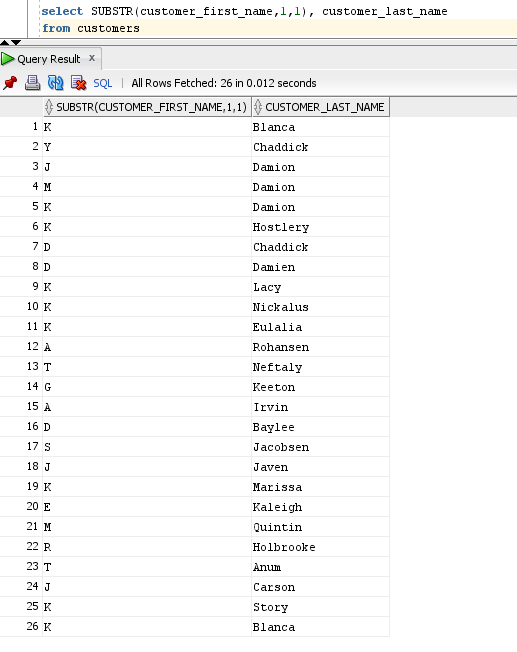 select SUBSTR(customer_first_name,1,1), customer_last_name
from customers
Query Result x
SQL | All Rows Fetched: 26 in 0.012 seconds
SUBSTR(CUSTOMER_FIRST_NAME,1,1) CUSTOMER_LAST_NAME
1 K Blanca
2 Y Chaddick
3 J Damion
4 M Damion
5 K Damion
6 K Hostlery
7 D Chaddick
8 D Damien
9 K Lacy
10 K Nickalus
11 K Eulalia
12 A Rohansen
13 T Neftaly
14 G Keeton
15 A Irvin
16 D Baylee
17 S Jacobsen
18 J Javen
19 K Marissa
20 E Kaleigh
21 M Quintin
22 R Holbrooke
23 T Anum
24 J Carson
25 K Story
26 K Blanca